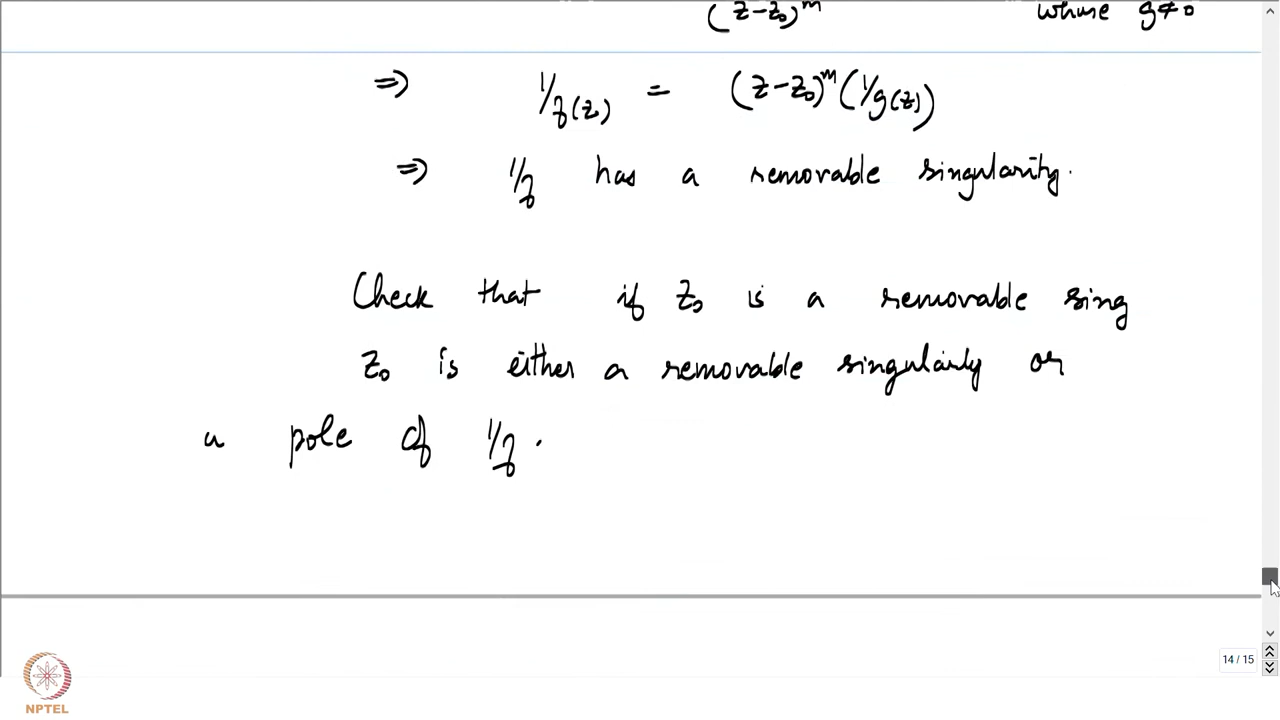 (z-z₀)ᵐ where g≠0
⇒ 1/f(z) = (z-z₀)ᵐ (1/g(z))
⇒ 1/f has a removable singularity.
Check that if z₀ is a removable sing
z₀ is either a removable singularity or
a pole of 1/f .
14 / 15
NPTEL